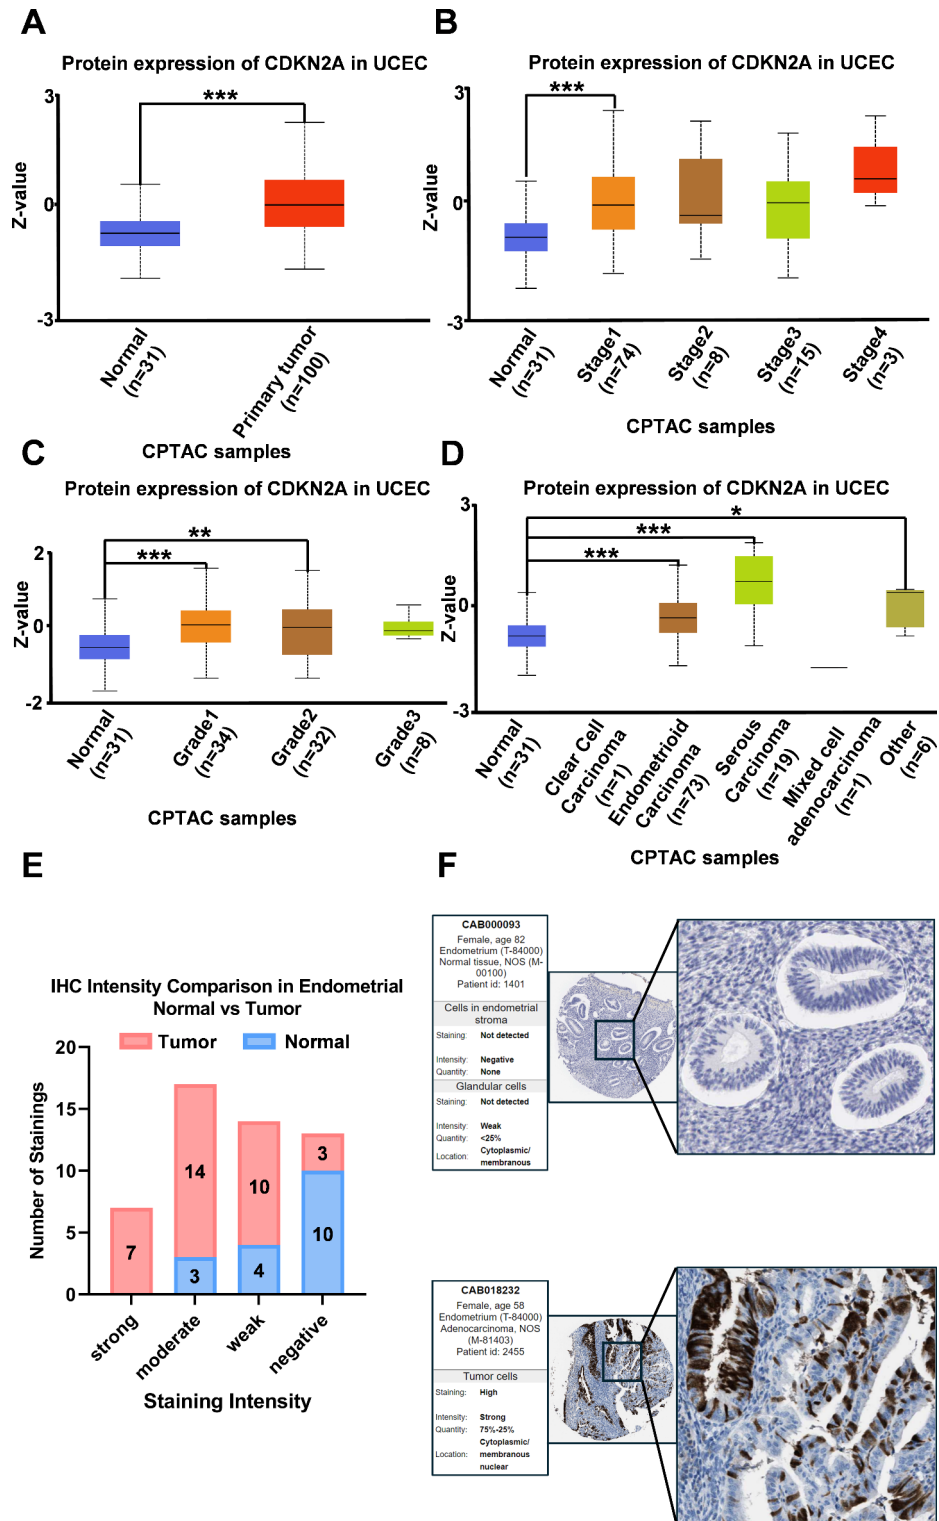 A
Protein expression of CDKN2A in UCEC
3
***
0
Z-value
-3
Normal
(n=31)
Primary tumor
(n=100)
CPTAC samples
B
Protein expression of CDKN2A in UCEC
3
***
0
Z-value
-3
Normal
(n=31)
Stage1
(n=74)
Stage2
(n=8)
Stage3
(n=15)
Stage4
(n=3)
CPTAC samples
C
Protein expression of CDKN2A in UCEC
2
**
***
0
Z-value
-2
Normal
(n=31)
Grade1
(n=34)
Grade2
(n=32)
Grade3
(n=8)
CPTAC samples
D
Protein expression of CDKN2A in UCEC
3
*
***
***
0
Z-value
-3
Normal
(n=31)
Clear Cell
Carcinoma
(n=1)
Endometrioid
Carcinoma
(n=73)
Serous
Carcinoma
(n=19)
Mixed cell
adenocarcinoma
(n=1)
Other
(n=6)
CPTAC samples
E
IHC Intensity Comparison in Endometrial
Normal vs Tumor
Tumor
Normal
20
15
10
5
0
Number of Stainings
7
14
3
10
4
3
10
strong
moderate
weak
negative
Staining Intensity
F
CAB000093
Female, age 82
Endometrium (T-84000)
Normal tissue, NOS (M-
00100)
Patient id: 1401
Cells in endometrial
stroma
Staining: Not detected
Intensity: Negative
Quantity: None
Glandular cells
Staining: Not detected
Intensity: Weak
Quantity: <25%
Location: Cytoplasmic/
membranous
CAB018232
Female, age 58
Endometrium (T-84000)
Adenocarcinoma, NOS
(M-81403)
Patient id: 2455
Tumor cells
Staining: High
Intensity: Strong
Quantity: 75%-25%
Location: Cytoplasmic/
membranous
nuclear